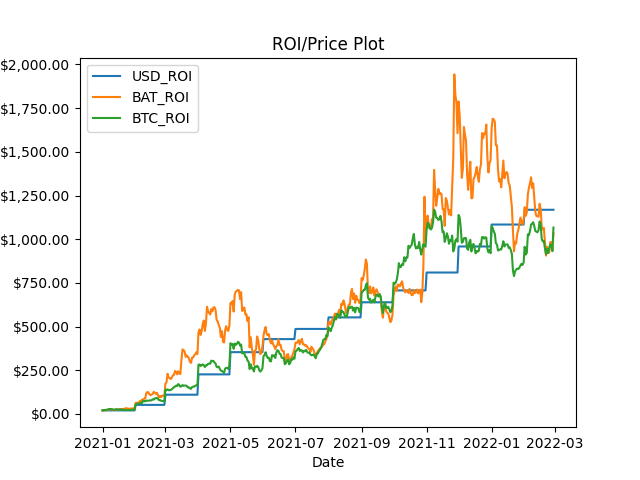 ROI/Price Plot
USD_ROI
BAT_ROI
BTC_ROI
$2,000.00
$1,750.00
$1,500.00
$1,250.00
$1,000.00
$750.00
$500.00
$250.00
$0.00
2021-01 2021-03 2021-05 2021-07 2021-09 2021-11 2022-01 2022-03
Date